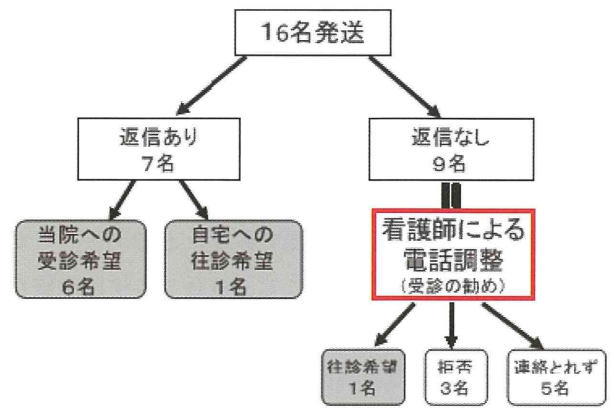 16名発送
返信あり
7名
返信なし
9名
当院への
受診希望
6名
自宅への
往診希望
1名
看護師による
電話調整
(受診の勧め)
往診希望
1名
拒否
3名
連絡とれず
5名